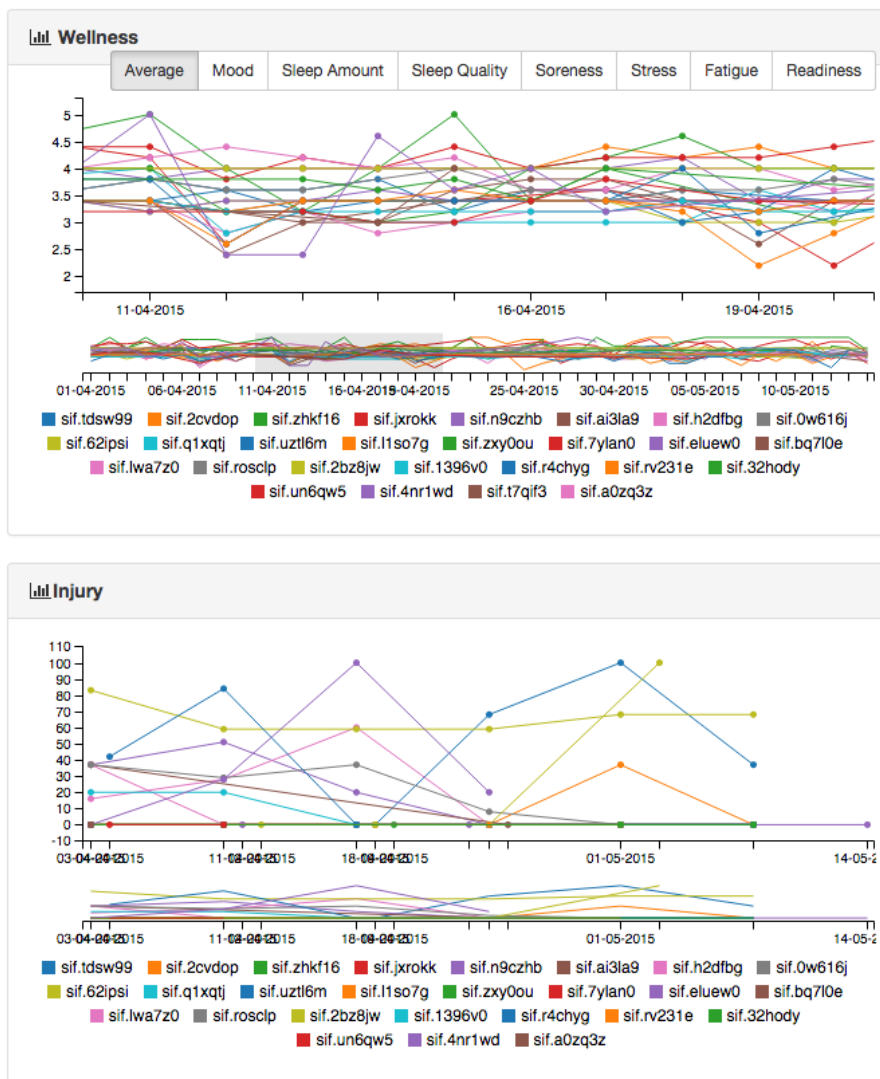 Wellness
Average Mood Sleep Amount Sleep Quality Soreness Stress Fatigue Readiness
5
4.5
4
3.5
3
2.5
2
11-04-2015 16-04-2015 19-04-2015
01-04-2015 06-04-2015 11-04-2015 25-04-2015 30-04-2015 05-05-2015 10-05-2015
sif.tdsw99 sif.2cvdop sif.zhkf16 sif.jxrokk sif.n9czhb sif.ai3la9 sif.h2dfbg sif.0w616j
sif.62ipsi sif.q1xqtj sif.uztl6m sif.l1so7g sif.zxy0ou sif.7ylan0 sif.eluew0 sif.bq7l0e
sif.lwa7z0 sif.rosclp sif.2bz8jw sif.1396v0 sif.r4chyg sif.rv231e sif.32hody
sif.un6qw5 sif.4nr1wd sif.t7qif3 sif.a0zq3z
Injury
110
100
90
80
70
60
50
40
30
20
10
0
-10
01-05-2015 14-05-2
01-05-2015 14-05-2
sif.tdsw99 sif.2cvdop sif.zhkf16 sif.jxrokk sif.n9czhb sif.ai3la9 sif.h2dfbg sif.0w616j
sif.62ipsi sif.q1xqtj sif.uztl6m sif.l1so7g sif.zxy0ou sif.7ylan0 sif.eluew0 sif.bq7l0e
sif.lwa7z0 sif.rosclp sif.2bz8jw sif.1396v0 sif.r4chyg sif.rv231e sif.32hody
sif.un6qw5 sif.4nr1wd sif.a0zq3z